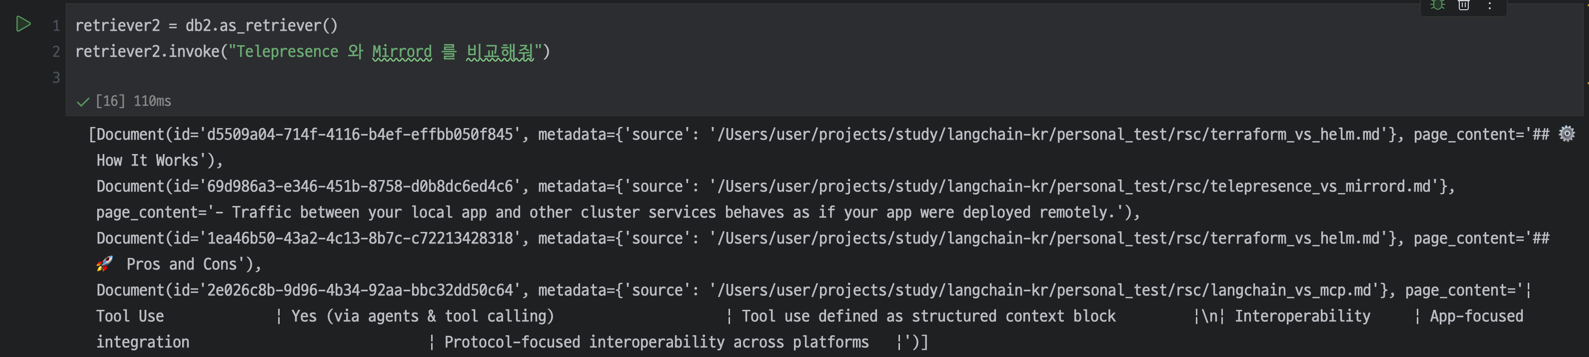 1 retriever2 = db2.as_retriever()
2 retriever2.invoke("Telepresence 와 Mirrord 를 비교해줘")
3
[16] 110ms
[Document(id='d5509a04-714f-4116-b4ef-effbb050f845', metadata={'source': '/Users/user/projects/study/langchain-kr/personal_test/rsc/terraform_vs_helm.md'}, page_content='## ⚙️
How It Works'),
Document(id='69d986a3-e346-451b-8758-d0b8dc6ed4c6', metadata={'source': '/Users/user/projects/study/langchain-kr/personal_test/rsc/telepresence_vs_mirrord.md'},
page_content='- Traffic between your local app and other cluster services behaves as if your app were deployed remotely.'),
Document(id='1ea46b50-43a2-4c13-8b7c-c72213428318', metadata={'source': '/Users/user/projects/study/langchain-kr/personal_test/rsc/terraform_vs_helm.md'}, page_content='##
🚀 Pros and Cons'),
Document(id='2e026c8b-9d96-4b34-92aa-bbc32dd50c64', metadata={'source': '/Users/user/projects/study/langchain-kr/personal_test/rsc/langchain_vs_mcp.md'}, page_content='¦
Tool Use ¦ Yes (via agents & tool calling) ¦ Tool use defined as structured context block ¦\n¦ Interoperability ¦ App-focused
integration ¦ Protocol-focused interoperability across platforms ¦')]